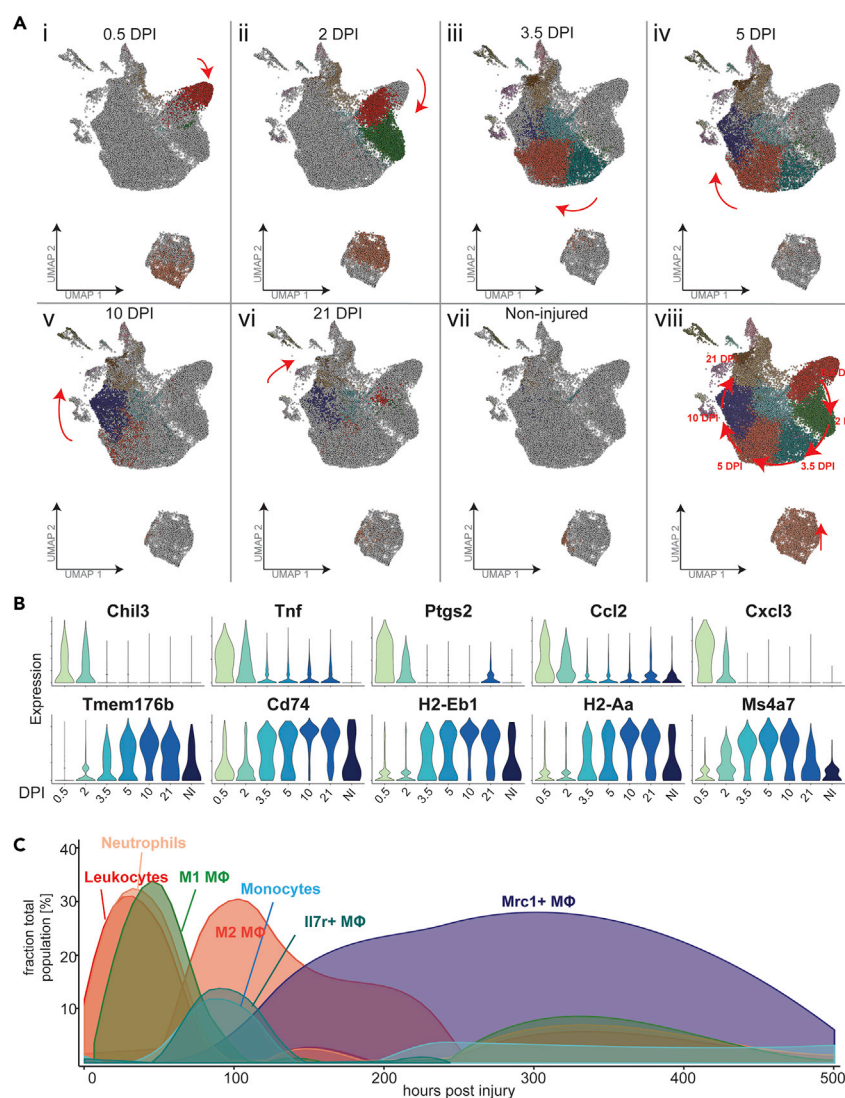 A
i
0.5 DPI
ii
2 DPI
iii
3.5 DPI
iv
5 DPI
UMAP 2
UMAP 1
UMAP 2
UMAP 1
UMAP 2
UMAP 1
UMAP 2
UMAP 1
v
10 DPI
vi
21 DPI
vii
Non-injured
viii
21 DPI
10 DPI
5 DPI
3.5 DPI
UMAP 2
UMAP 1
UMAP 2
UMAP 1
UMAP 2
UMAP 1
UMAP 2
UMAP 1
B
Chil3 Tnf Ptgs2 Ccl2 Cxcl3
Expression
Tmem176b Cd74 H2-Eb1 H2-Aa Ms4a7
DPI
0.5 2 3.5 5 10 21 NI 0.5 2 3.5 5 10 21 NI 0.5 2 3.5 5 10 21 NI 0.5 2 3.5 5 10 21 NI 0.5 2 3.5 5 10 21 NI
C
fraction total
population [%]
40
30
20
10
Neutrophils
Leukocytes
M1 MΦ
Monocytes
Il7r+ MΦ
M2 MΦ
Mrc1+ MΦ
0 100 200 300 400 500
hours post injury